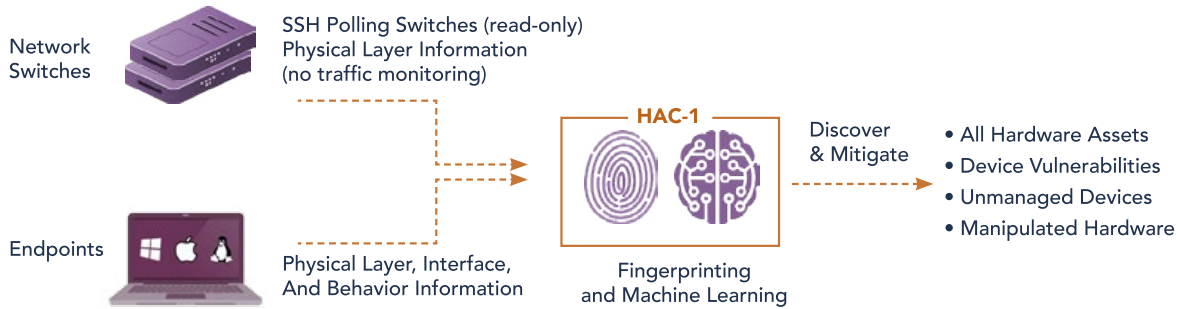 Network
Switches
SSH Polling Switches (read-only)
Physical Layer Information
(no traffic monitoring)
Endpoints
Physical Layer, Interface,
And Behavior Information
HAC-1
Fingerprinting
and Machine Learning
Discover
& Mitigate
• All Hardware Assets
• Device Vulnerabilities
• Unmanaged Devices
• Manipulated Hardware